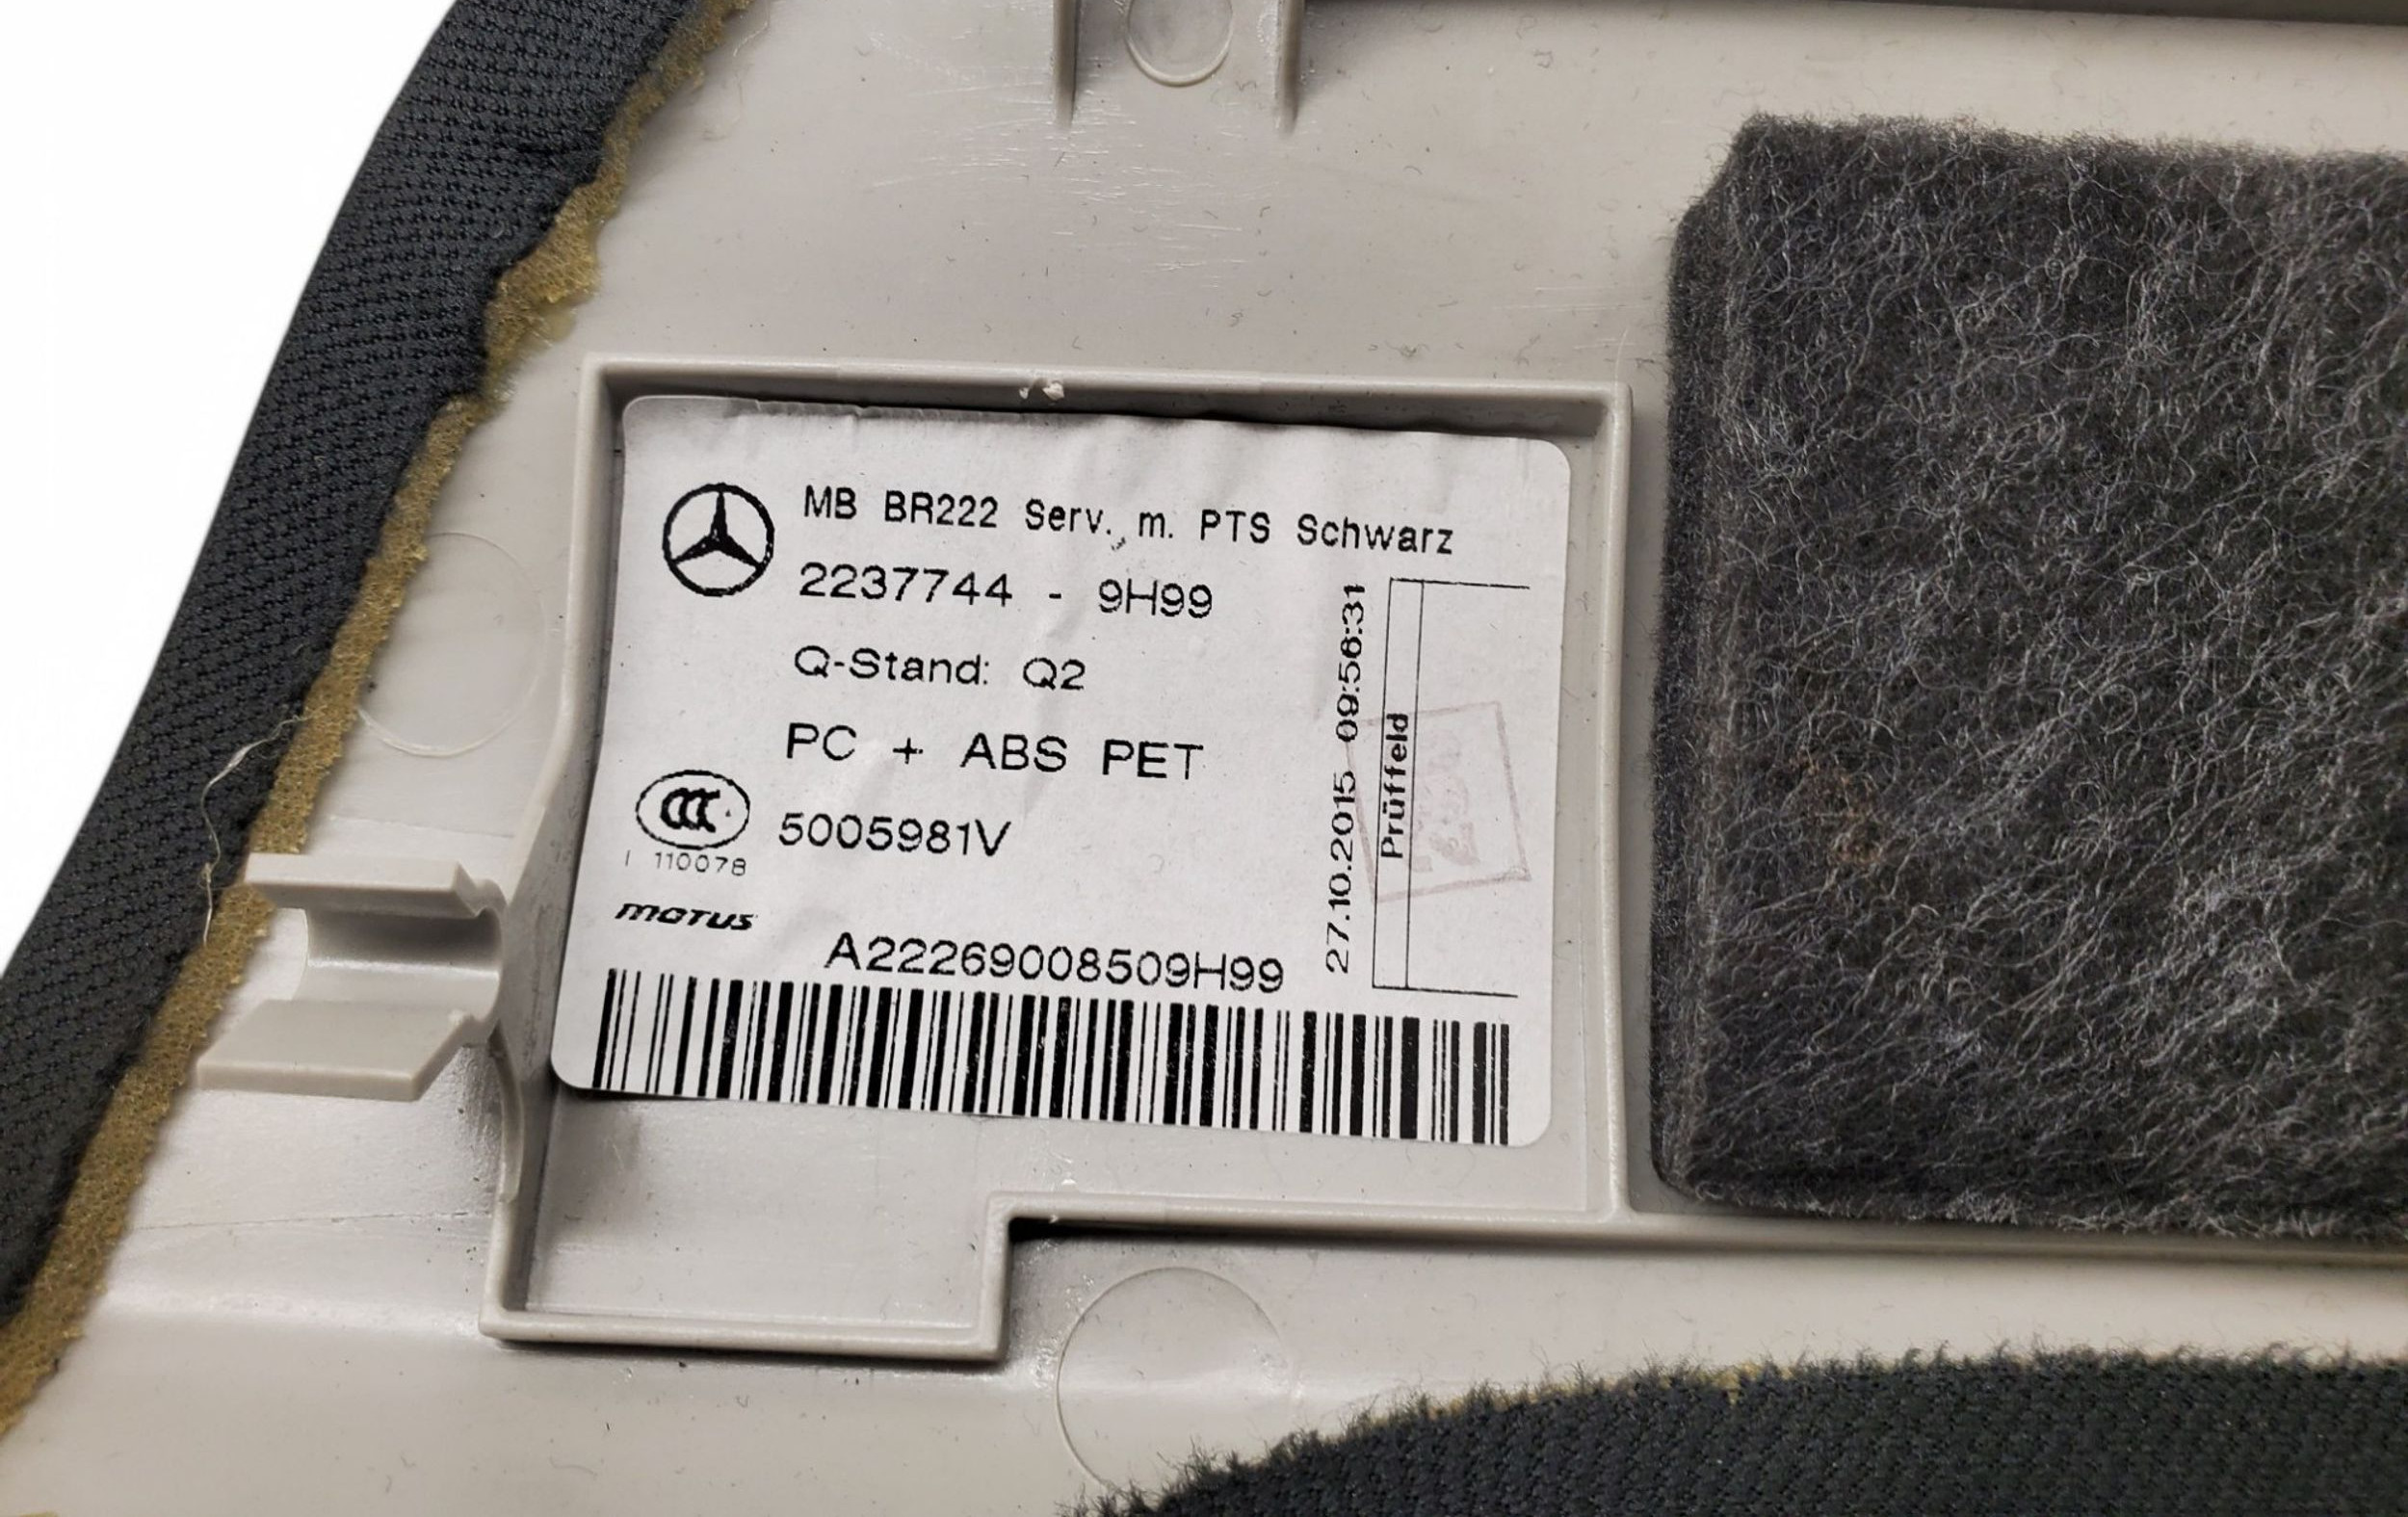 MB BR222 Serv. m. PTS Schwarz
2237744 - 9H99
Q-Stand: Q2
PC + ABS PET
CCC
5005981V
I 110078
MOTUS
A22269008509H99
27.10.2015 09:56:31
Prüffeld